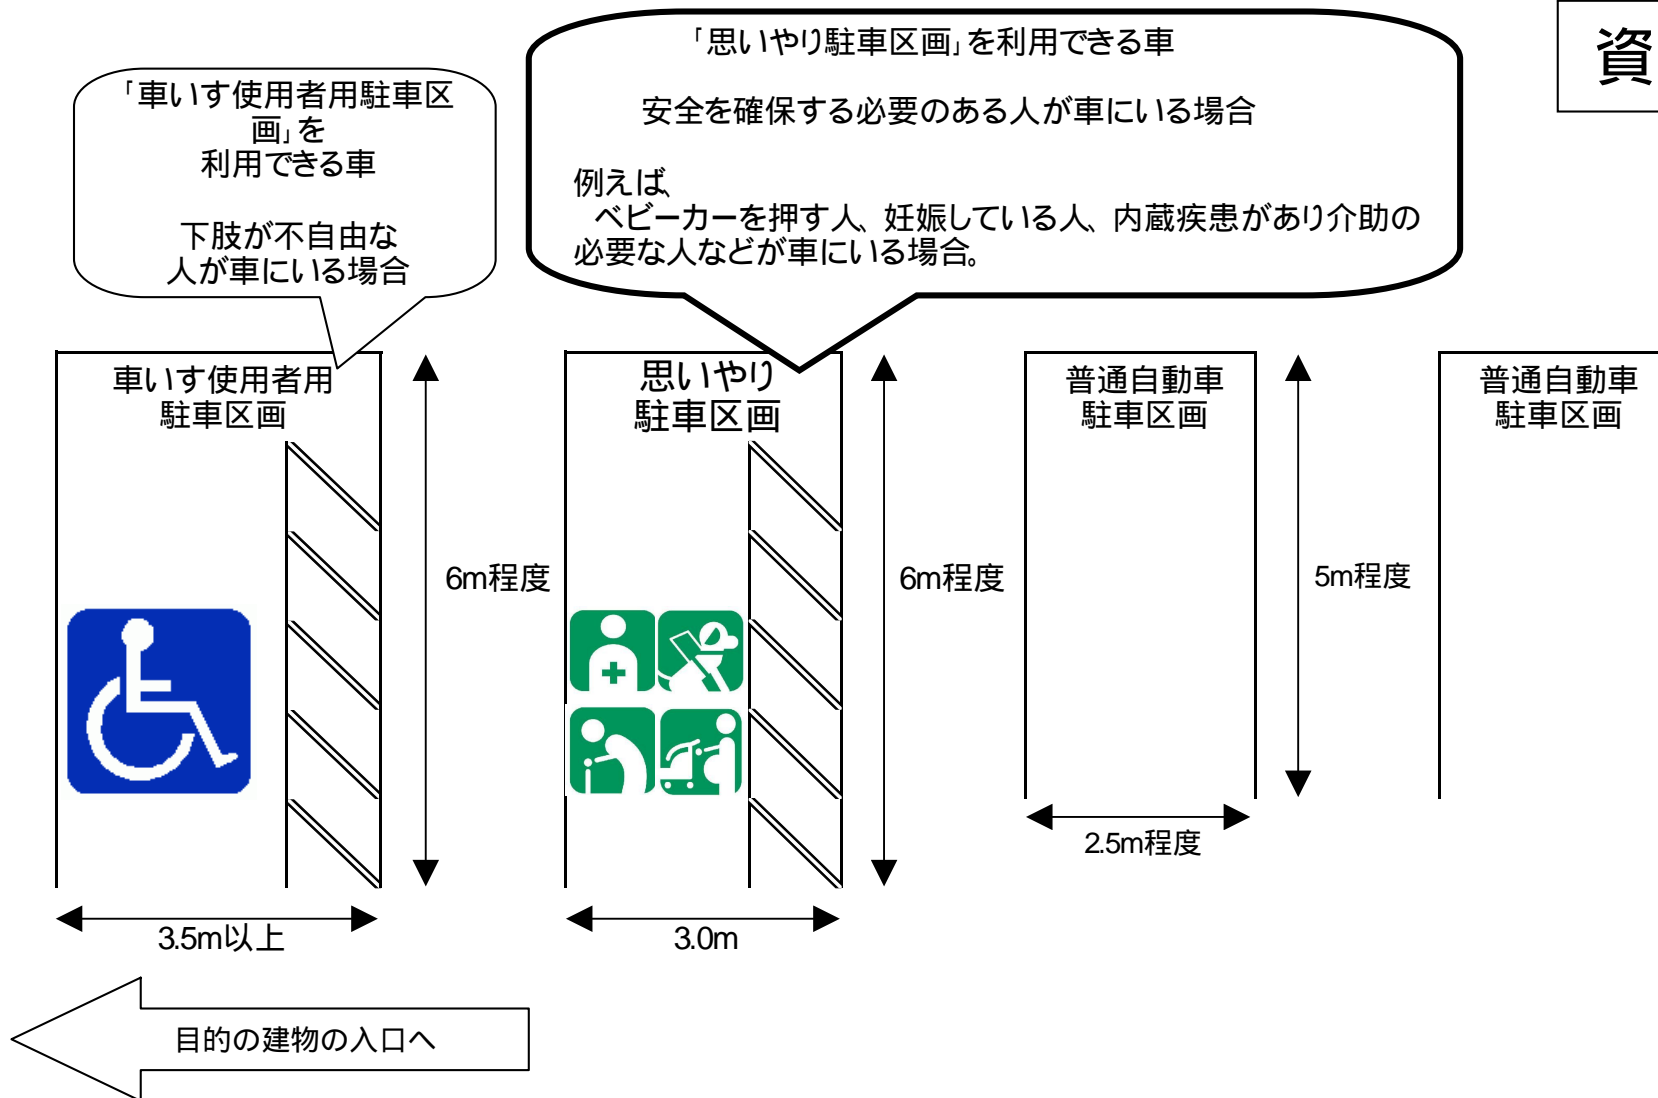 資
「車いす使用者用駐車区
画」を
利用できる車
下肢が不自由な
人が車にいる場合
「思いやり駐車区画」を利用できる車
安全を確保する必要のある人が車にいる場合
例えば、
ベビーカーを押す人、妊娠している人、内蔵疾患があり介助の
必要な人などが車にいる場合。
車いす使用者用
駐車区画
6m程度
3.5m以上
思いやり
駐車区画
6m程度
3.0m
普通自動車
駐車区画
5m程度
2.5m程度
普通自動車
駐車区画
目的の建物の入口へ